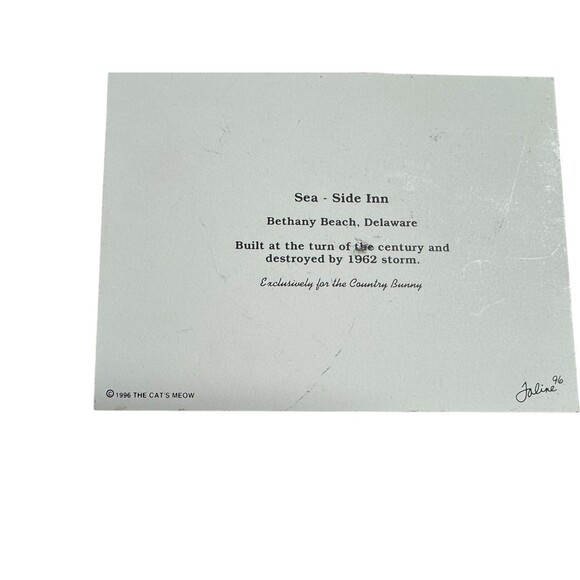 Sea - Side Inn
Bethany Beach, Delaware
Built at the turn of the century and
destroyed by 1962 storm.
Exclusively for the Country Bunny
© 1996 THE CAT'S MEOW
Faline 96